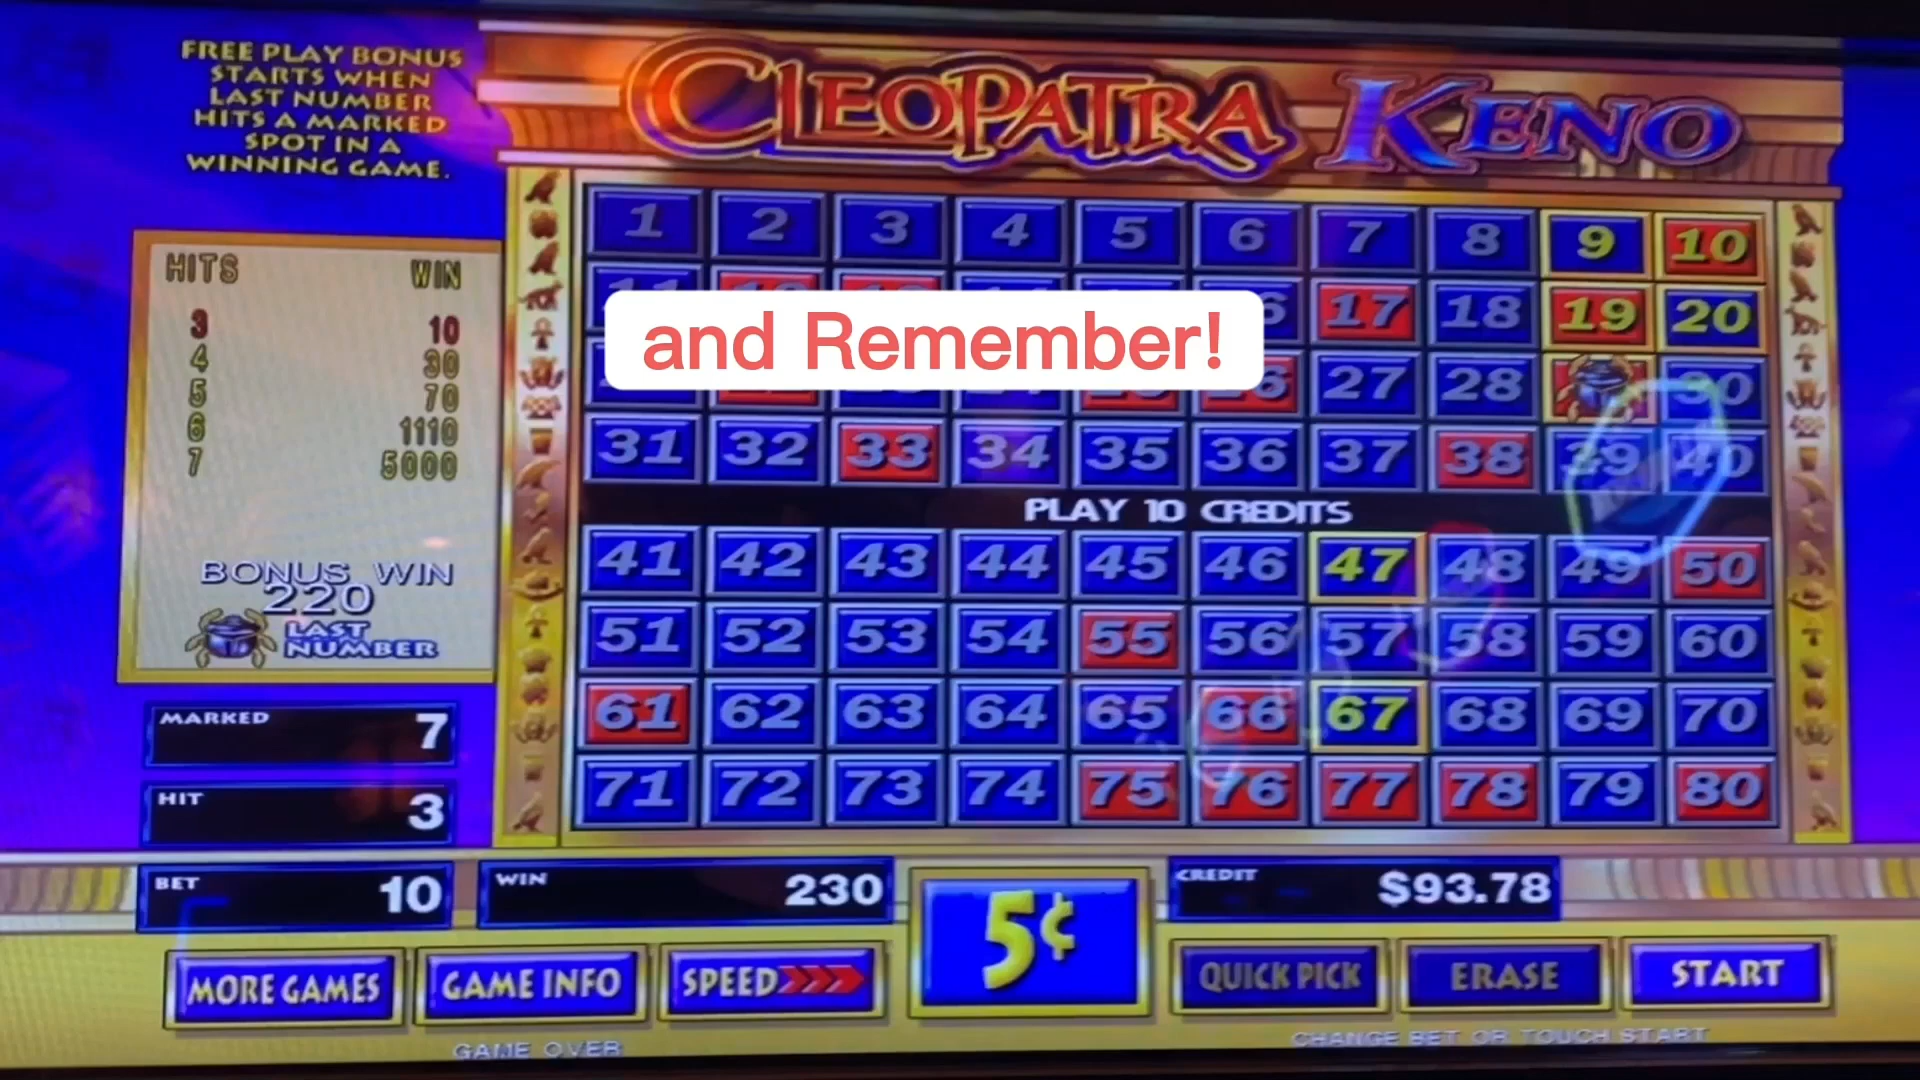 FREE PLAY BONUS
STARTS WHEN
LAST NUMBER
HITS A MARKED
SPOT IN A
WINNING GAME.
CLEOPATRA KENO
HITS WIN
3 10
4 30
5 70
6 1110
7 5000
BONUS WIN
220
LAST
NUMBER
1 2 3 4 5 6 7 8 9 10
17 18 19 20
and Remember!
27 28 30
31 32 33 34 35 36 37 38 39 40
PLAY 10 CREDITS
41 42 43 44 45 46 47 48 49 50
51 52 53 54 55 56 57 58 59 60
61 62 63 64 65 66 67 68 69 70
71 72 73 74 75 76 77 78 79 80
MARKED 7
HIT 3
BET 10
WIN 230
5¢
CREDIT $93.78
MORE GAMES
GAME INFO
SPEED
QUICK PICK
ERASE
START
GAME OVER
CHANGE BET OR TOUCH START